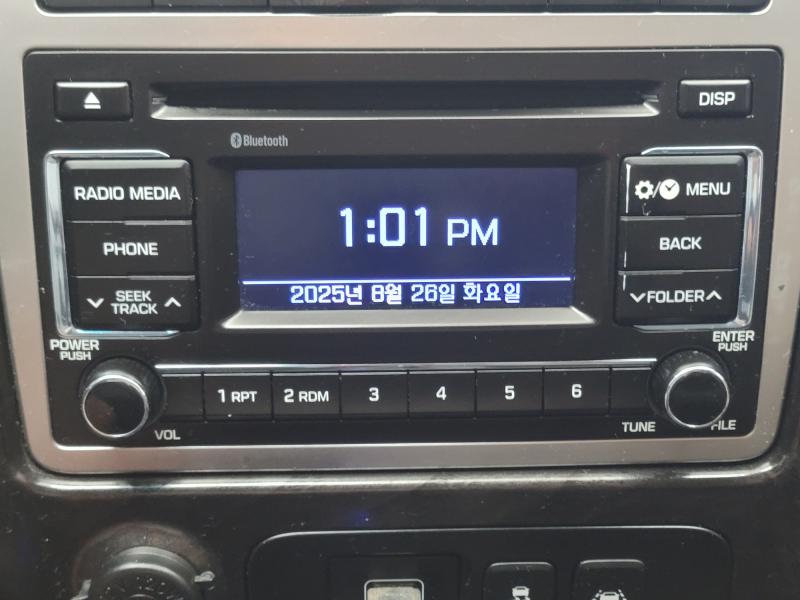 DISP
Bluetooth
RADIO MEDIA
PHONE
SEEK
TRACK
1:01 PM
2025년 8월 26일 화요일
/ MENU
BACK
FOLDER
POWER
PUSH
ENTER
PUSH
1 RPT
2 RDM
3
4
5
6
VOL
TUNE
FILE